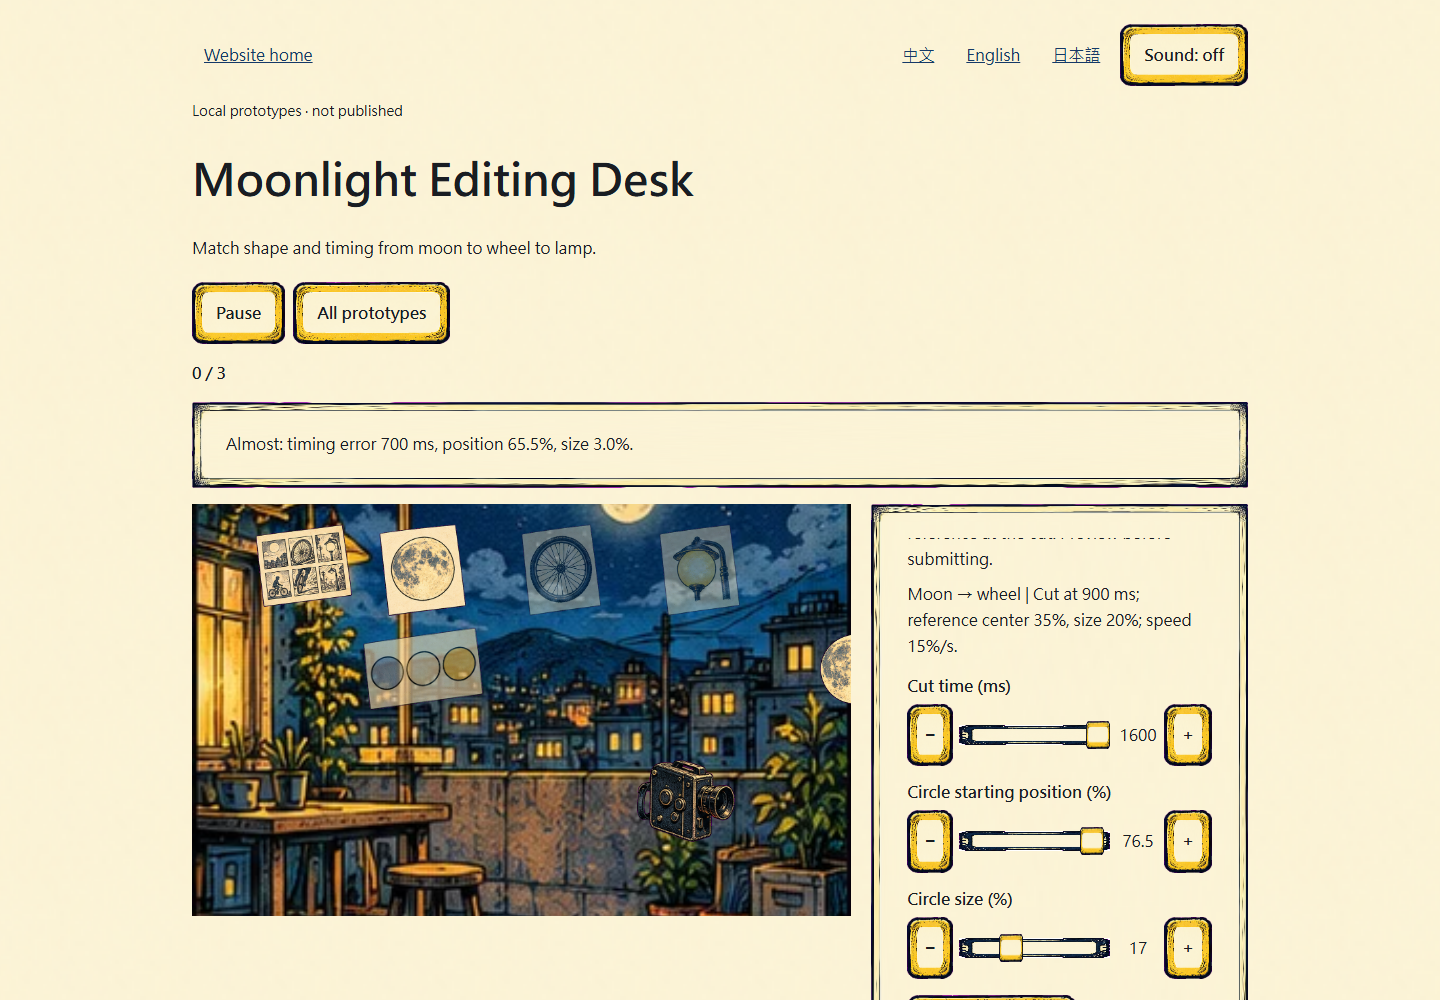 Website home
中文
English
日本語
Sound: off
Local prototypes · not published
Moonlight Editing Desk
Match shape and timing from moon to wheel to lamp.
Pause
All prototypes
0 / 3
Almost: timing error 700 ms, position 65.5%, size 3.0%.
submitting.
Moon → wheel | Cut at 900 ms;
reference center 35%, size 20%; speed
15%/s.
Cut time (ms)
−
1600
+
Circle starting position (%)
−
76.5
+
Circle size (%)
−
17
+